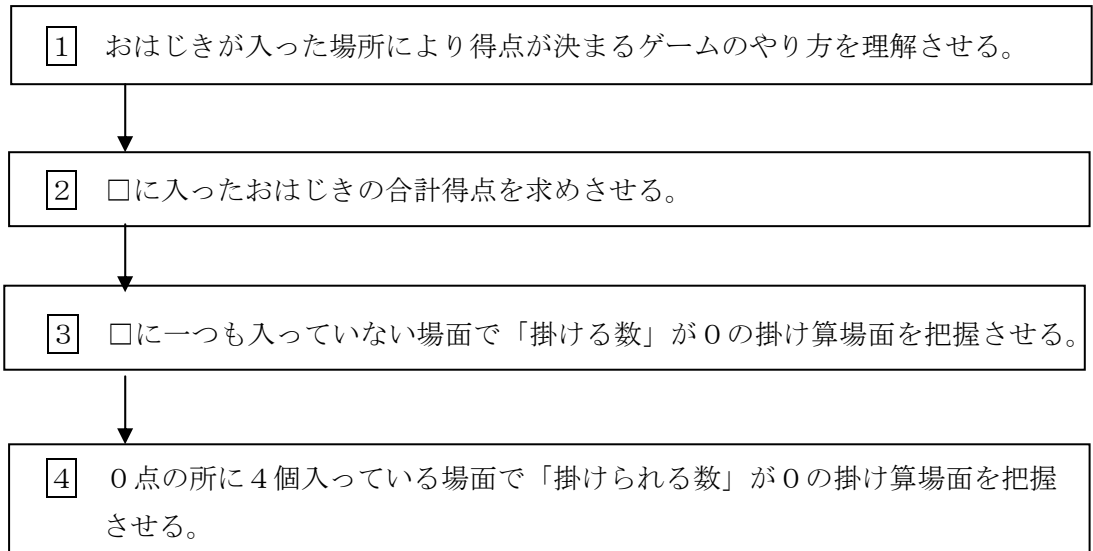 1 おはじきが入った場所により得点が決まるゲームのやり方を理解させる。
2 □に入ったおはじきの合計得点を求めさせる。
3 □に一つも入っていない場面で「掛ける数」が０の掛け算場面を把握させる。
4 ０点の所に４個入っている場面で「掛けられる数」が０の掛け算場面を把握
させる。